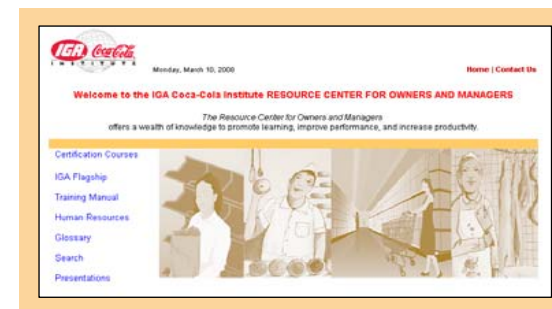 IGA Coca-Cola
INSTITUTE
Monday, March 10, 2008
Home | Contact Us
Welcome to the IGA Coca-Cola Institute RESOURCE CENTER FOR OWNERS AND MANAGERS
The Resource Center for Owners and Managers
offers a wealth of knowledge to promote learning, improve performance, and increase productivity.
Certification Courses
IGA Flagship
Training Manual
Human Resources
Glossary
Search
Presentations